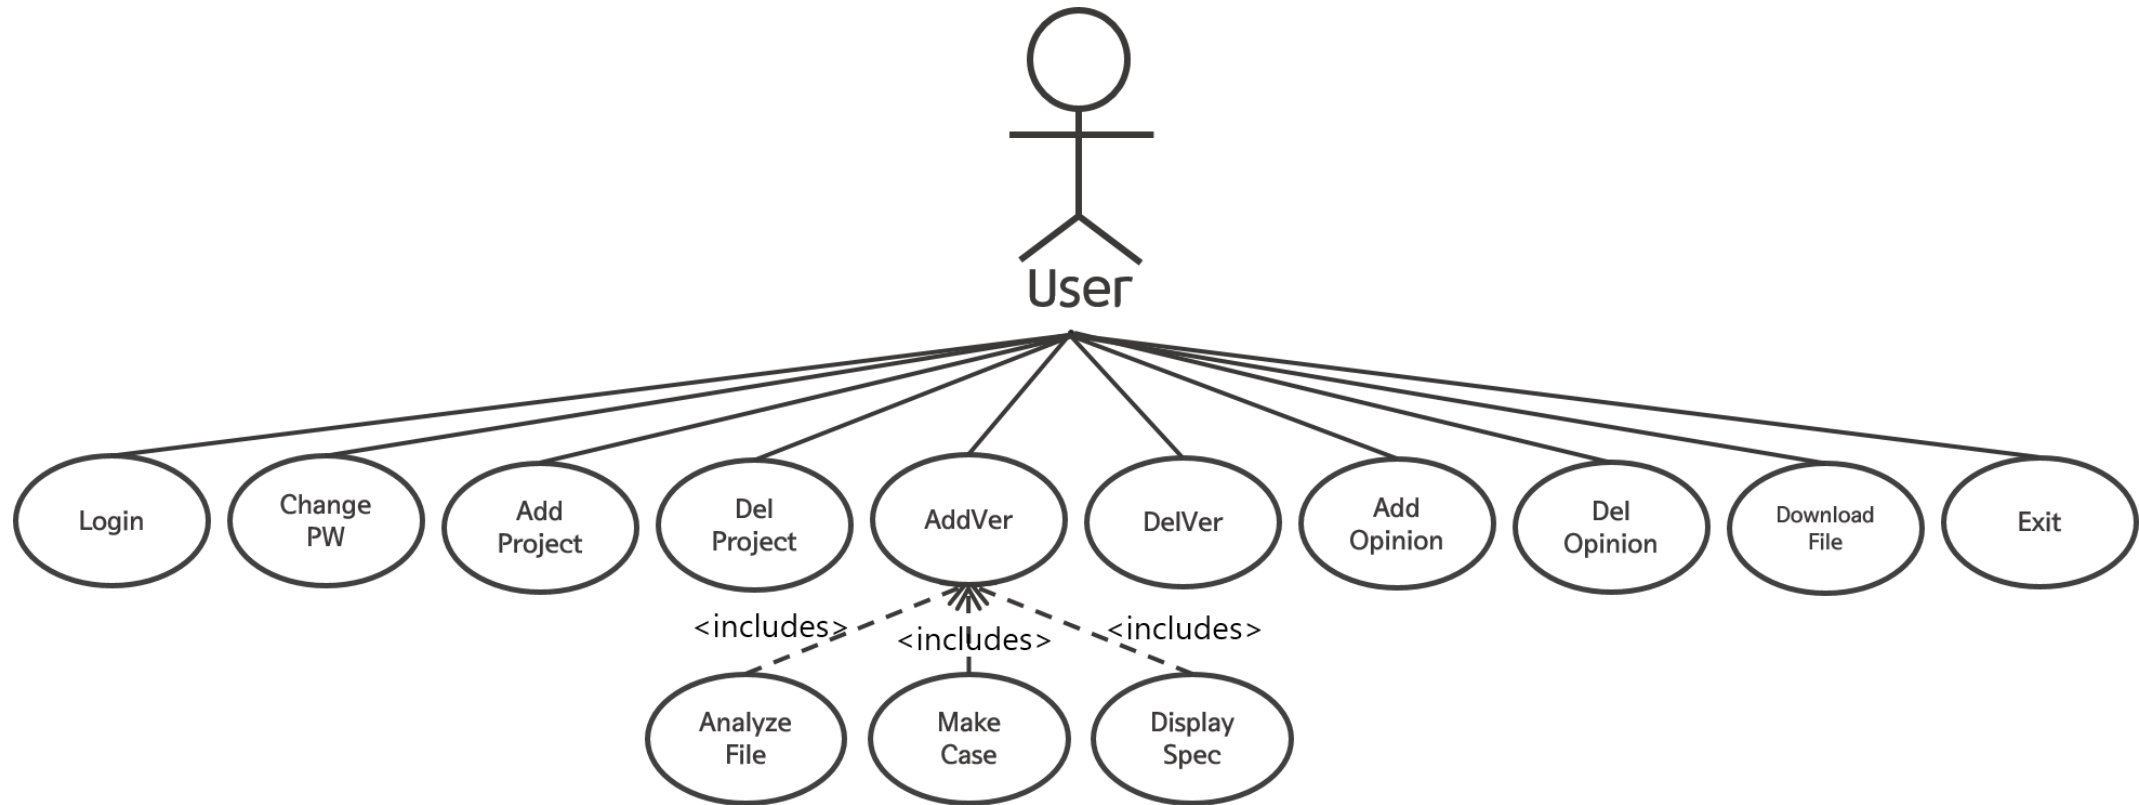 User
Login
Change
PW
Add
Project
Del
Project
AddVer
DelVer
Add
Opinion
Del
Opinion
Download
File
Exit
<includes>
<includes>
<includes>
Analyze
File
Make
Case
Display
Spec